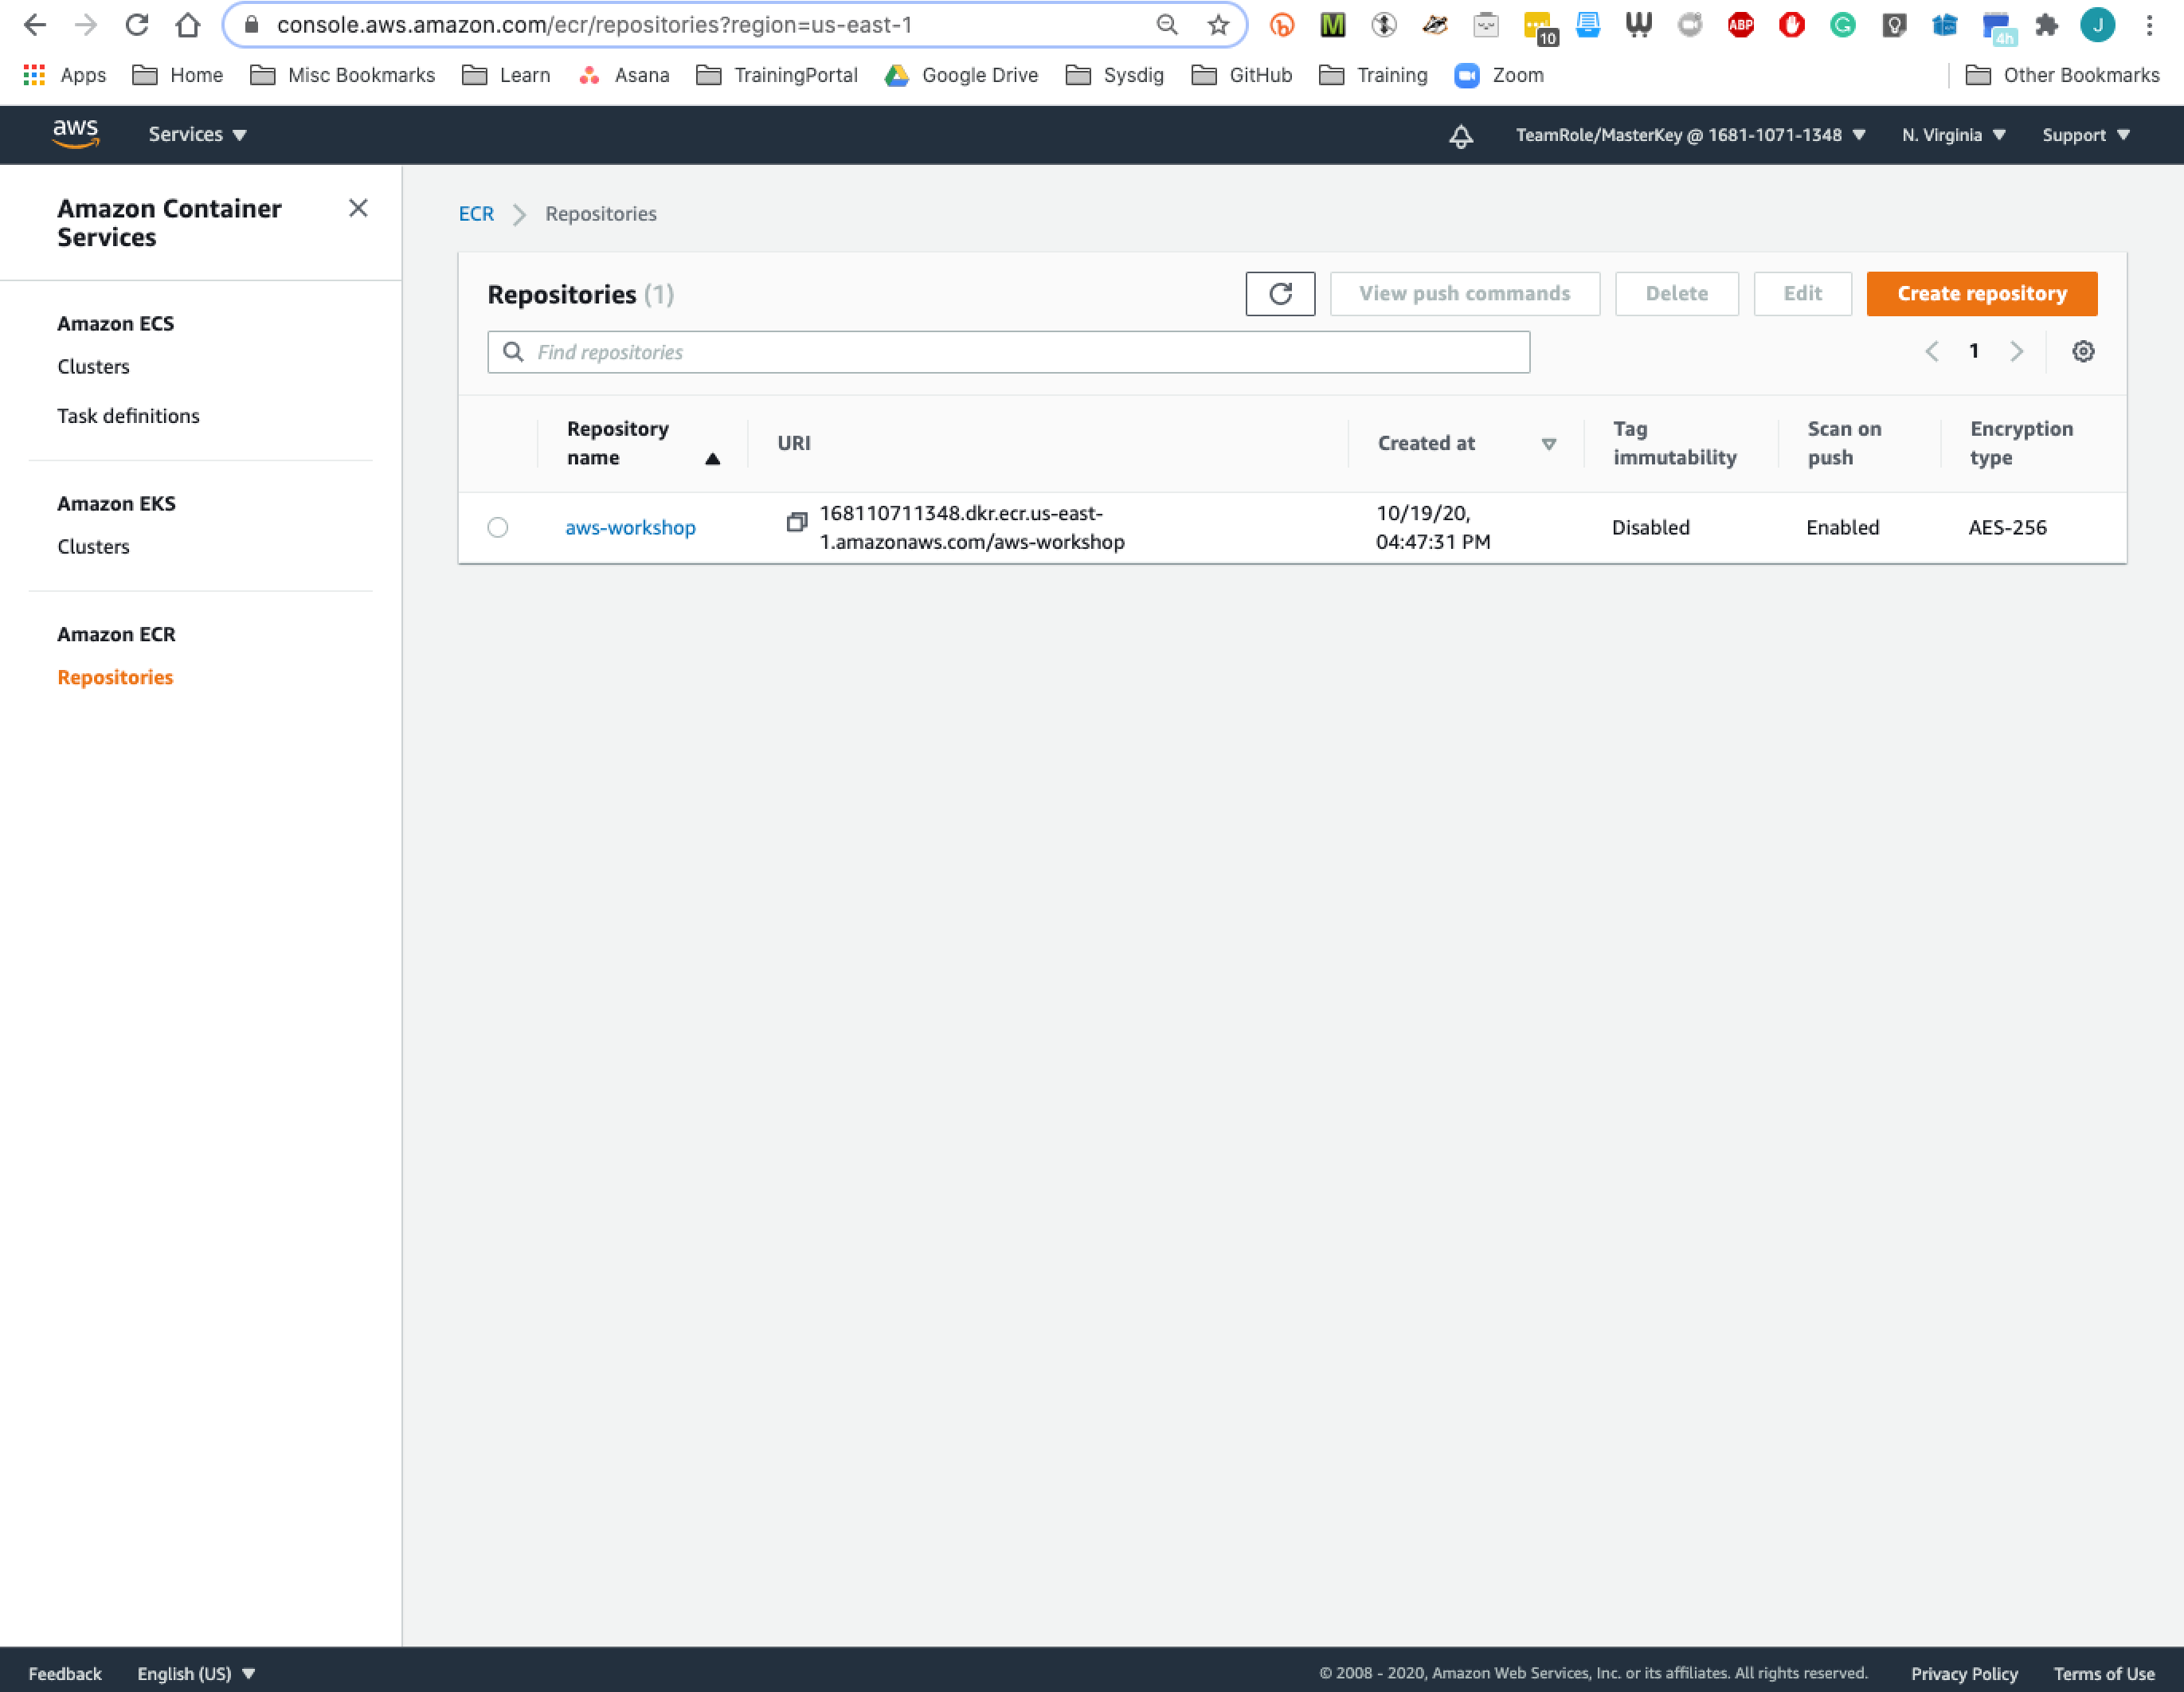 console.aws.amazon.com/ecr/repositories?region=us-east-1
M
10
ABP
G
4h
J
Apps Home Misc Bookmarks Learn Asana TrainingPortal Google Drive Sysdig GitHub Training Zoom Other Bookmarks
aws Services TeamRole/MasterKey @ 1681-1071-1348 N. Virginia Support
Amazon Container
Services
Amazon ECS
Clusters
Task definitions
Amazon EKS
Clusters
Amazon ECR
Repositories
ECR Repositories
Repositories (1) View push commands Delete Edit Create repository
Find repositories 1
Repository
name
URI
Created at
Tag
immutability
Scan on
push
Encryption
type
aws-workshop
168110711348.dkr.ecr.us-east-
1.amazonaws.com/aws-workshop
10/19/20,
04:47:31 PM
Disabled
Enabled
AES-256
Feedback English (US) © 2008 - 2020, Amazon Web Services, Inc. or its affiliates. All rights reserved. Privacy Policy Terms of Use